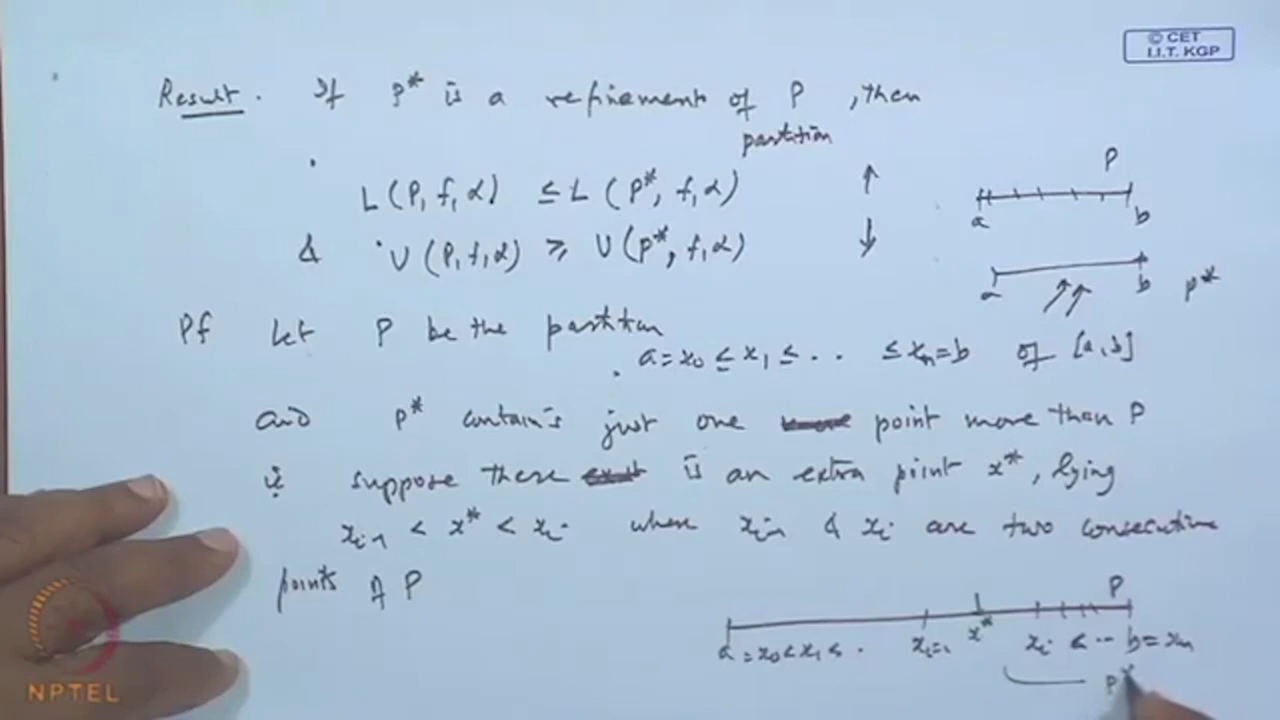 © CET
I.I.T. KGP
Result. If P* is a refinement of P, then
partition
L(P, f, α) ≤ L(P*, f, α) ↑
& U(P, f, α) ≥ U(P*, f, α) ↓
P
a b
a b P*
Pf Let P be the partition
a = x₀ ≤ x₁ ≤ .. ≤ xₙ = b of [a, b]
and P* contains just one point more than P
ie suppose there is an extra point x*, lying
xᵢ₋₁ < x* < xᵢ where xᵢ₋₁ & xᵢ are two consecutive
points of P
P
a = x₀ < x₁ < . xᵢ₋₁ x* xᵢ < .. b = xₙ
P*
NPTEL